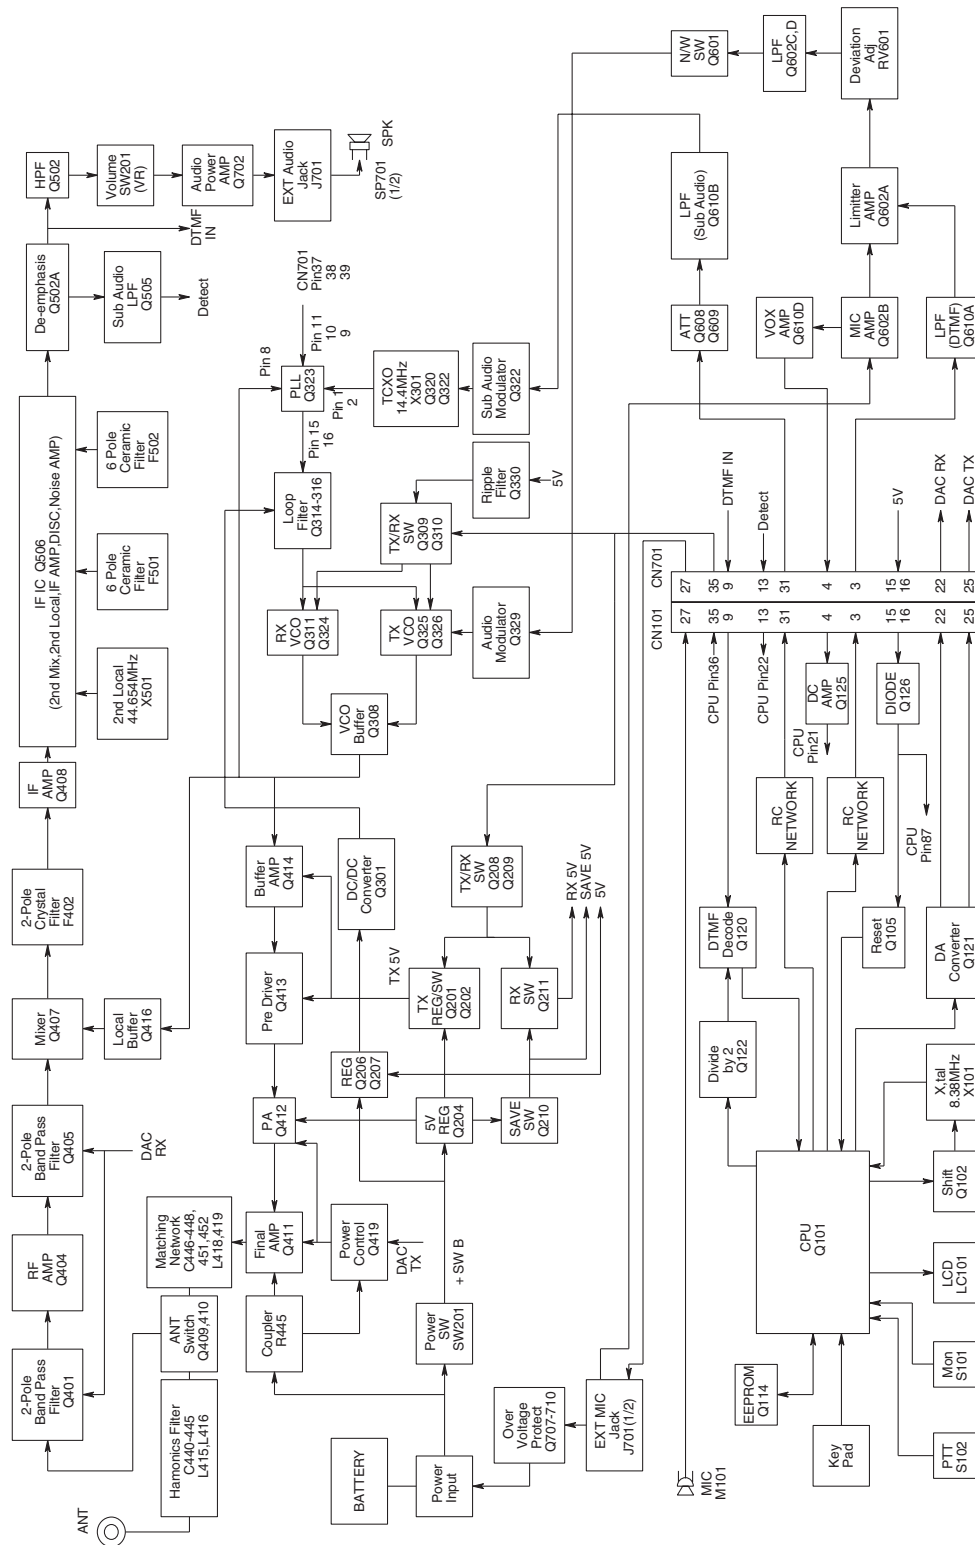 ANT
Hamonics Filter
C440-445
L415,L416
ANT
Switch
Q409,410
Matching
Network
C446-448,
451,452
L418,419
2-Pole
Band Pass
Filter
Q401
RF
AMP
Q404
2-Pole
Band Pass
Filter
Q405
DAC
RX
Mixer
Q407
Local
Buffer
Q416
2-Pole
Crystal
Filter
F402
IF
AMP
Q408
IF IC Q506
(2nd Mix,2nd Local,IF AMP,DISC,Noise AMP)
2nd Local
44.654MHz
X501
6 Pole
Ceramic
Filter
F501
6 Pole
Ceramic
Filter
F502
De-emphasis
Q502A
Sub Audio
LPF
Q505
Detect
HPF
Q502
DTMF
IN
Volume
SW201
(VR)
Audio
Power
AMP
Q702
EXT Audio
Jack
J701
SP701
(1/2)
SPK
Coupler
R445
Final
AMP
Q411
Power
Control
Q419
DAC
TX
PA
Q412
Pre Driver
Q413
Buffer
AMP
Q414
REG
Q206
Q207
DC/DC
Converter
Q301
VCO
Buffer
Q308
RX
VCO
Q311
Q324
TX
VCO
Q325
Q326
Audio
Modulator
Q329
Loop
Filter
Q314-316
TX/RX
SW
Q309
Q310
Ripple
Filter
Q330
5V
Pin 15
16
PLL
Q323
Pin 8
Pin 1
2
Pin 11
10
9
CN701
Pin37
38
39
TCXO
14.4MHz
X301
Q320
Q322
Sub Audio
Modulator
Q322
BATTERY
Power
Input
Power
SW
SW201
+ SW B
5V
REG
Q204
SAVE
SW
Q210
TX
REG/SW
Q201
Q202
TX 5V
RX
SW
Q211
TX/RX
SW
Q208
Q209
RX 5V
SAVE 5V
5V
Over
Voltage
Protect
Q707-710
EXT MIC
Jack
J701(1/2)
ATT
Q608
Q609
LPF
(Sub Audio)
Q610B
N/W
SW
Q601
LPF
Q602C,D
Deviation
Adj
RV601
VOX
AMP
Q610D
MIC
AMP
Q602B
Limitter
AMP
Q602A
LPF
(DTMF)
Q610A
MIC
M101
CN101
CN701
27
27
35
35
9
9
13
13
31
31
4
4
3
3
15
15
16
16
22
22
25
25
DTMF IN
Detect
5V
DAC RX
DAC TX
CPU Pin36
CPU Pin22
DC
AMP
Q125
CPU
Pin21
DIODE
Q126
CPU
Pin87
RC
NETWORK
RC
NETWORK
DTMF
Decode
Q120
Reset
Q105
DA
Converter
Q121
Divide
by 2
Q122
X,tal
8.38MHz
X101
Shift
Q102
CPU
Q101
LCD
LC101
EEPROM
Q114
Key
Pad
Mon
S101
PTT
S102